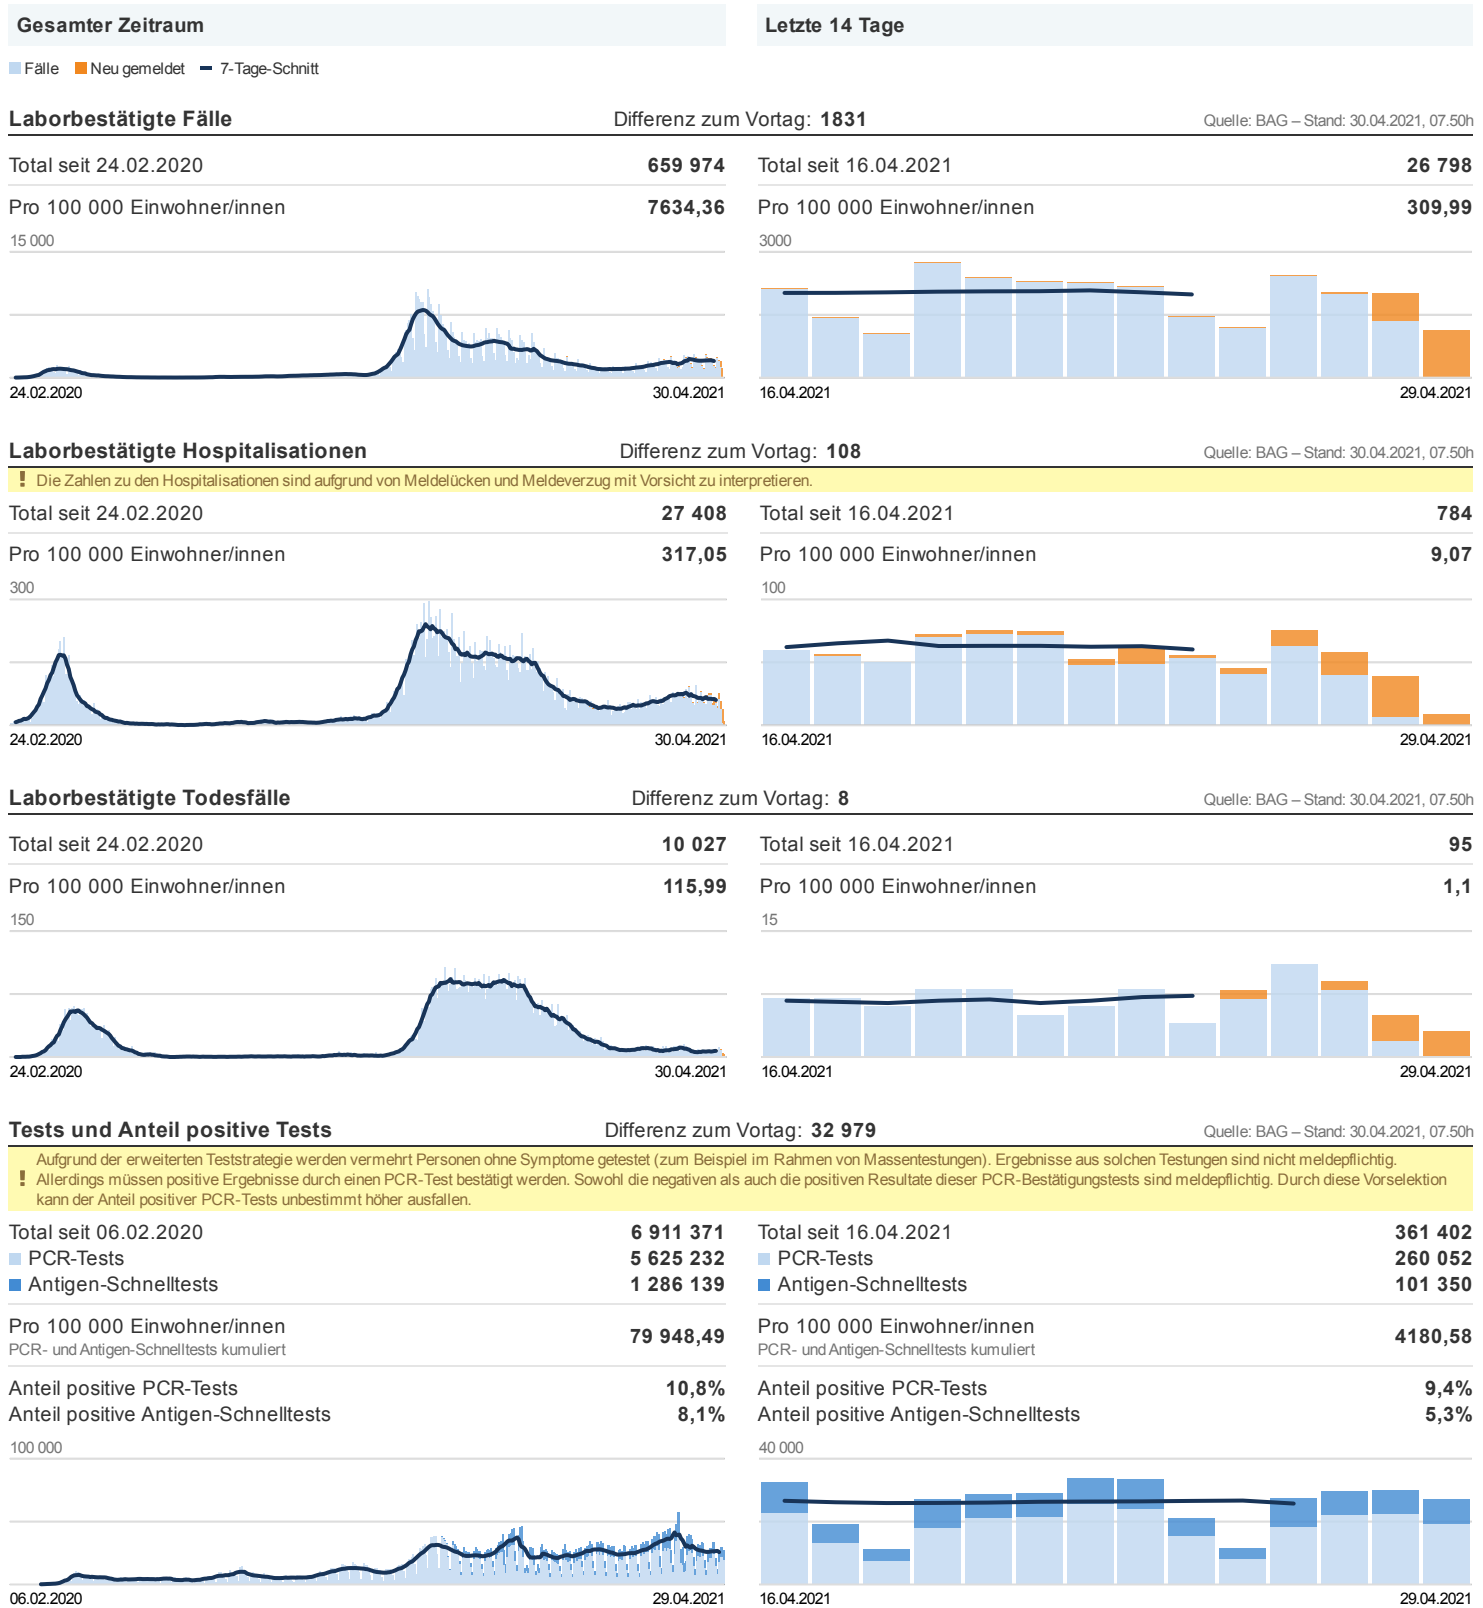 Gesamter Zeitraum
Letzte 14 Tage
Fälle Neu gemeldet 7-Tage-Schnitt
Laborbestätigte Fälle Differenz zum Vortag: 1831 Quelle: BAG – Stand: 30.04.2021, 07.50h
Total seit 24.02.2020 659 974
Pro 100 000 Einwohner/innen 7634,36
15 000
24.02.2020 30.04.2021
Total seit 16.04.2021 26 798
Pro 100 000 Einwohner/innen 309,99
3000
16.04.2021 29.04.2021
Laborbestätigte Hospitalisationen Differenz zum Vortag: 108 Quelle: BAG – Stand: 30.04.2021, 07.50h
! Die Zahlen zu den Hospitalisationen sind aufgrund von Meldelücken und Meldeverzug mit Vorsicht zu interpretieren.
Total seit 24.02.2020 27 408
Pro 100 000 Einwohner/innen 317,05
300
24.02.2020 30.04.2021
Total seit 16.04.2021 784
Pro 100 000 Einwohner/innen 9,07
100
16.04.2021 29.04.2021
Laborbestätigte Todesfälle Differenz zum Vortag: 8 Quelle: BAG – Stand: 30.04.2021, 07.50h
Total seit 24.02.2020 10 027
Pro 100 000 Einwohner/innen 115,99
150
24.02.2020 30.04.2021
Total seit 16.04.2021 95
Pro 100 000 Einwohner/innen 1,1
15
16.04.2021 29.04.2021
Tests und Anteil positive Tests Differenz zum Vortag: 32 979 Quelle: BAG – Stand: 30.04.2021, 07.50h
Aufgrund der erweiterten Teststrategie werden vermehrt Personen ohne Symptome getestet (zum Beispiel im Rahmen von Massentestungen). Ergebnisse aus solchen Testungen sind nicht meldepflichtig.
! Allerdings müssen positive Ergebnisse durch einen PCR-Test bestätigt werden. Sowohl die negativen als auch die positiven Resultate dieser PCR-Bestätigungstests sind meldepflichtig. Durch diese Vorselektion
kann der Anteil positiver PCR-Tests unbestimmt höher ausfallen.
Total seit 06.02.2020 6 911 371
PCR-Tests 5 625 232
Antigen-Schnelltests 1 286 139
Pro 100 000 Einwohner/innen 79 948,49
PCR- und Antigen-Schnelltests kumuliert
Anteil positive PCR-Tests 10,8%
Anteil positive Antigen-Schnelltests 8,1%
100 000
06.02.2020 29.04.2021
Total seit 16.04.2021 361 402
PCR-Tests 260 052
Antigen-Schnelltests 101 350
Pro 100 000 Einwohner/innen 4180,58
PCR- und Antigen-Schnelltests kumuliert
Anteil positive PCR-Tests 9,4%
Anteil positive Antigen-Schnelltests 5,3%
40 000
16.04.2021 29.04.2021